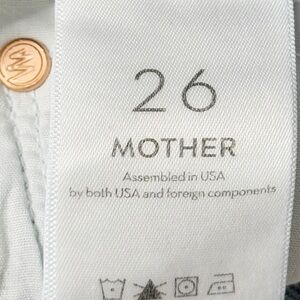 26
MOTHER
Assembled in USA
by both USA and foreign components